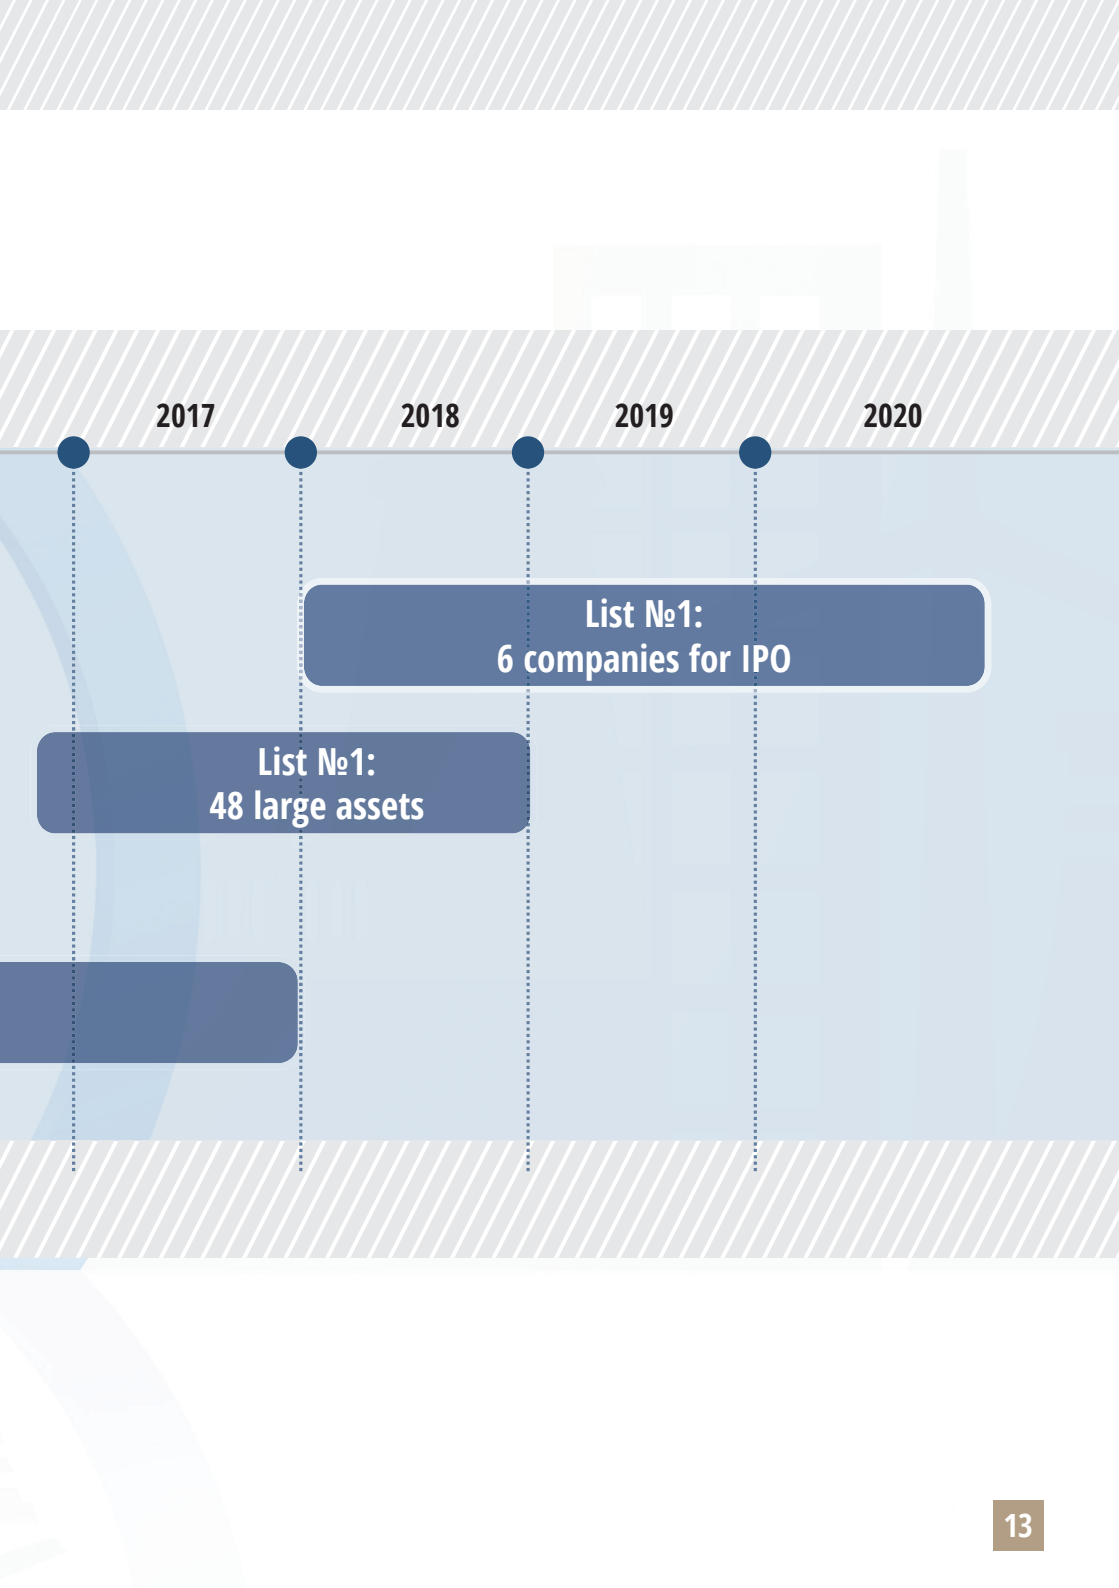 2017 2018 2019 2020
List №1:
6 companies for IPO
List №1:
48 large assets
13